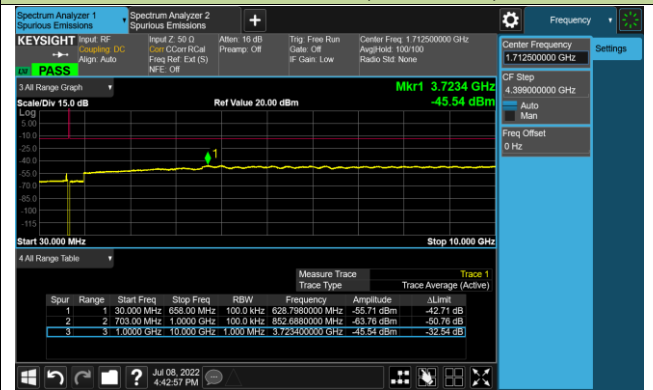 Spectrum Analyzer 1
Spurious Emissions
Spectrum Analyzer 2
Spurious Emissions
Frequency
KEYSIGHT
Input: RF
Coupling: DC
Align: Auto
Input Z: 50 Ω
Corr CCorr RCal
Freq Ref: Ext (S)
NFE: Off
Atten: 16 dB
Preamp: Off
Trig: Free Run
Gate: Off
IF Gain: Low
Center Freq: 1.712500000 GHz
Avg|Hold: 100/100
Radio Std: None
PASS
Center Frequency
1.712500000 GHz
Settings
CF Step
4.399000000 GHz
Auto
Man
Freq Offset
0 Hz
3 All Range Graph
Mkr1 3.7234 GHz
Scale/Div 15.0 dB
Ref Value 20.00 dBm
-45.54 dBm
Log
5.00
-10.0
-25.0
-40.0
-55.0
-70.0
-85.0
-100
-115
1
Start 30.000 MHz
Stop 10.000 GHz
4 All Range Table
Measure Trace Trace 1
Trace Type Trace Average (Active)
Spur Range Start Freq Stop Freq RBW Frequency Amplitude ΔLimit
1 1 30.000 MHz 658.00 MHz 100.0 kHz 628.7980000 MHz -55.71 dBm -42.71 dB
2 2 703.00 MHz 1.0000 GHz 100.0 kHz 852.6880000 MHz -63.76 dBm -50.76 dB
3 3 1.0000 GHz 10.000 GHz 1.000 MHz 3.723400000 GHz -45.54 dBm -32.54 dB
Jul 08, 2022
4:42:57 PM